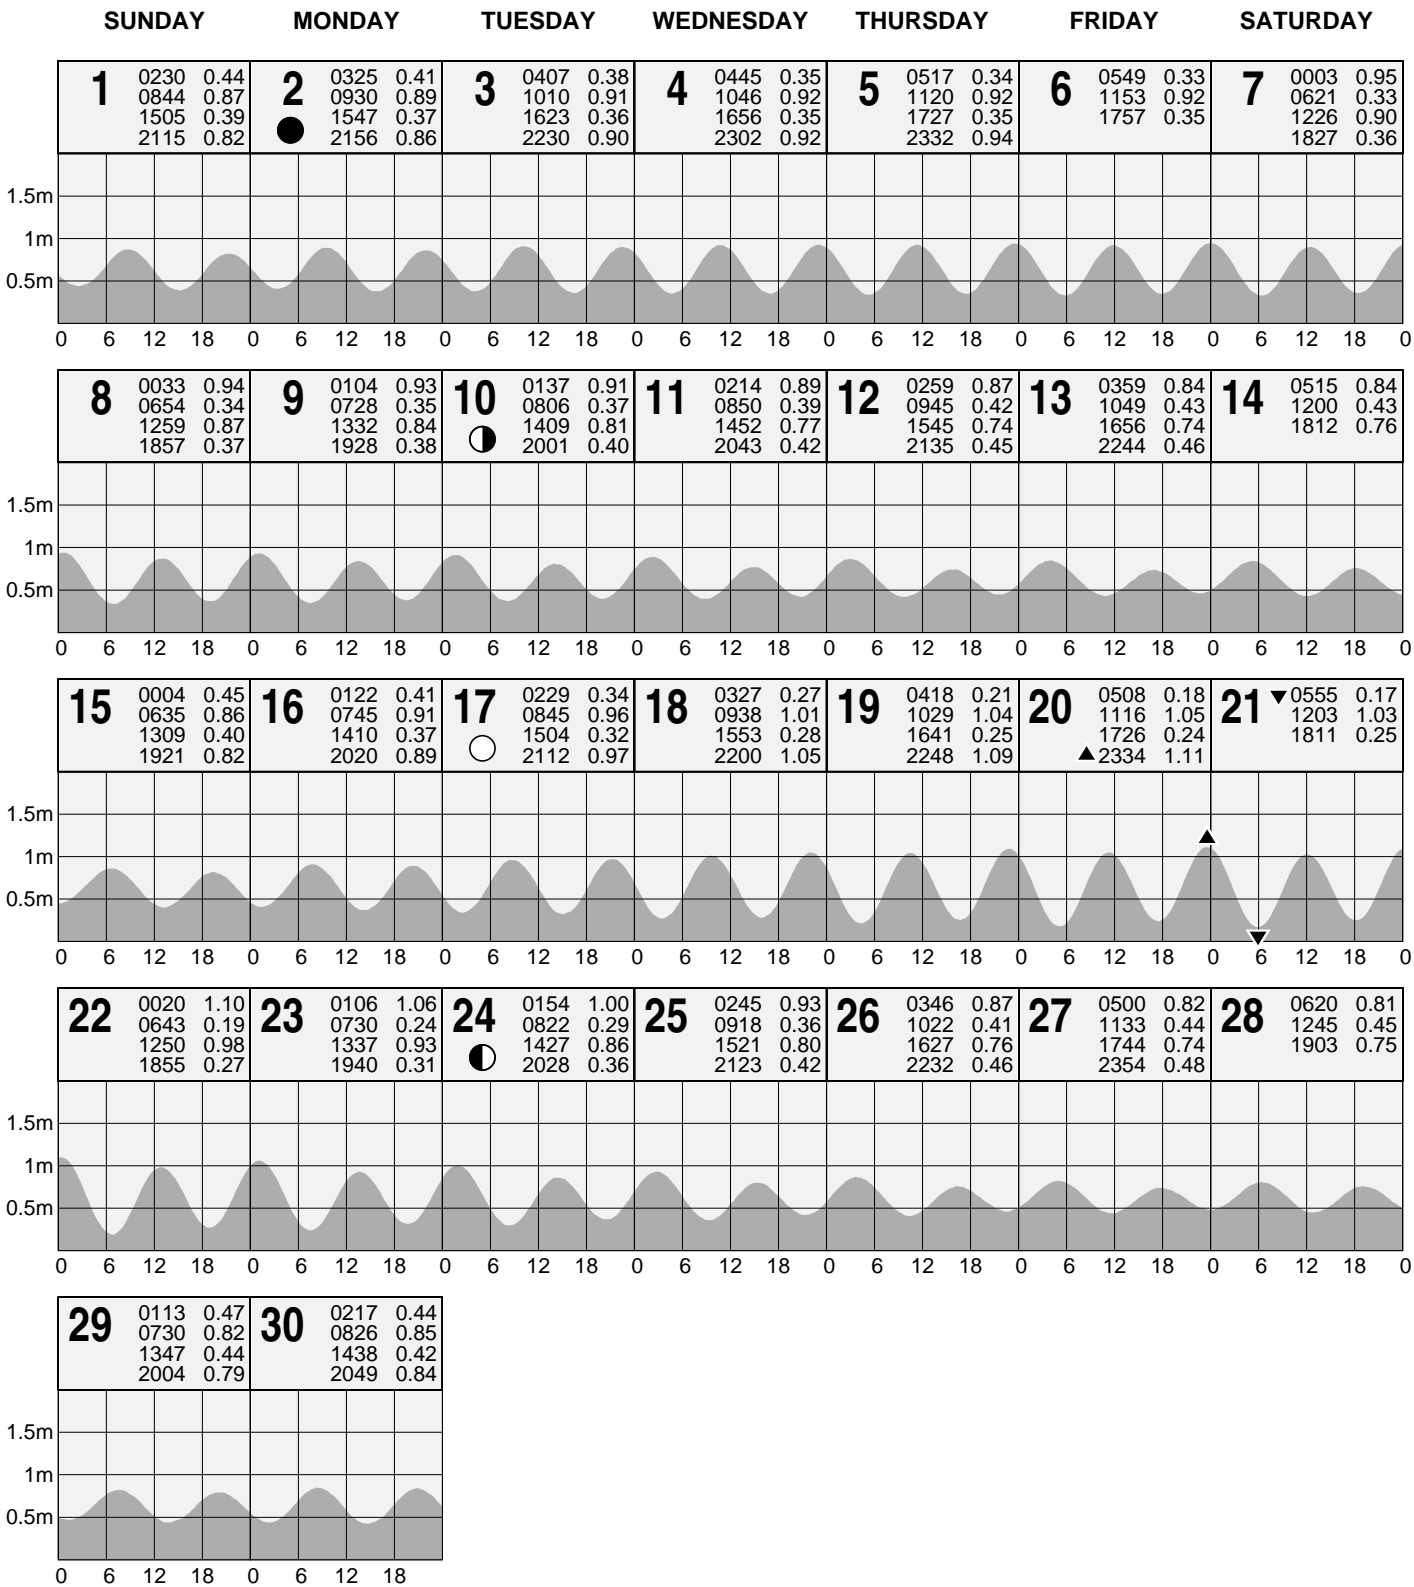 SUNDAY MONDAY TUESDAY WEDNESDAY THURSDAY FRIDAY SATURDAY
1 0230 0.44
0844 0.87
1505 0.39
2115 0.82
2 0325 0.41
0930 0.89
1547 0.37
2156 0.86
3 0407 0.38
1010 0.91
1623 0.36
2230 0.90
4 0445 0.35
1046 0.92
1656 0.35
2302 0.92
5 0517 0.34
1120 0.92
1727 0.35
2332 0.94
6 0549 0.33
1153 0.92
1757 0.35
7 0003 0.95
0621 0.33
1226 0.90
1827 0.36
1.5m
1m
0.5m
0 6 12 18 0 6 12 18 0 6 12 18 0 6 12 18 0 6 12 18 0 6 12 18 0 6 12 18 0
8 0033 0.94
0654 0.34
1259 0.87
1857 0.37
9 0104 0.93
0728 0.35
1332 0.84
1928 0.38
10 0137 0.91
0806 0.37
1409 0.81
2001 0.40
11 0214 0.89
0850 0.39
1452 0.77
2043 0.42
12 0259 0.87
0945 0.42
1545 0.74
2135 0.45
13 0359 0.84
1049 0.43
1656 0.74
2244 0.46
14 0515 0.84
1200 0.43
1812 0.76
1.5m
1m
0.5m
0 6 12 18 0 6 12 18 0 6 12 18 0 6 12 18 0 6 12 18 0 6 12 18 0 6 12 18 0
15 0004 0.45
0635 0.86
1309 0.40
1921 0.82
16 0122 0.41
0745 0.91
1410 0.37
2020 0.89
17 0229 0.34
0845 0.96
1504 0.32
2112 0.97
18 0327 0.27
0938 1.01
1553 0.28
2200 1.05
19 0418 0.21
1029 1.04
1641 0.25
2248 1.09
20 0508 0.18
1116 1.05
1726 0.24
2334 1.11
21 0555 0.17
1203 1.03
1811 0.25
1.5m
1m
0.5m
0 6 12 18 0 6 12 18 0 6 12 18 0 6 12 18 0 6 12 18 0 6 12 18 0 6 12 18 0
22 0020 1.10
0643 0.19
1250 0.98
1855 0.27
23 0106 1.06
0730 0.24
1337 0.93
1940 0.31
24 0154 1.00
0822 0.29
1427 0.86
2028 0.36
25 0245 0.93
0918 0.36
1521 0.80
2123 0.42
26 0346 0.87
1022 0.41
1627 0.76
2232 0.46
27 0500 0.82
1133 0.44
1744 0.74
2354 0.48
28 0620 0.81
1245 0.45
1903 0.75
1.5m
1m
0.5m
0 6 12 18 0 6 12 18 0 6 12 18 0 6 12 18 0 6 12 18 0 6 12 18 0 6 12 18 0
29 0113 0.47
0730 0.82
1347 0.44
2004 0.79
30 0217 0.44
0826 0.85
1438 0.42
2049 0.84
1.5m
1m
0.5m
0 6 12 18 0 6 12 18